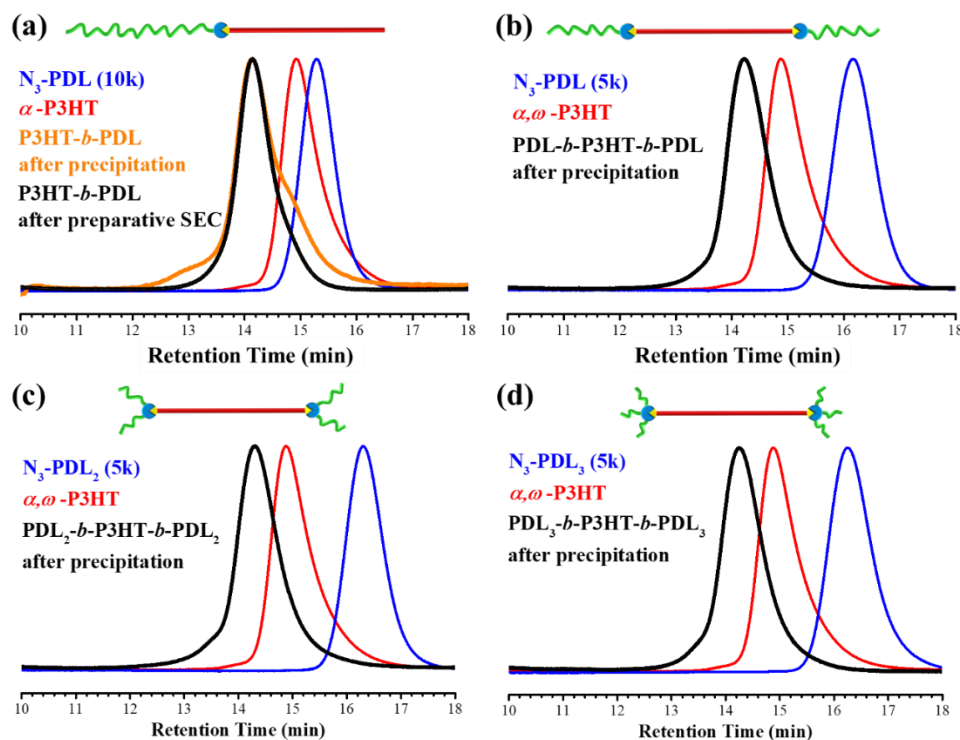 (a)
N₃-PDL (10k)
α-P3HT
P3HT-b-PDL
after precipitation
P3HT-b-PDL
after preparative SEC
10 11 12 13 14 15 16 17 18
Retention Time (min)
(b)
N₃-PDL (5k)
α,ω -P3HT
PDL-b-P3HT-b-PDL
after precipitation
10 11 12 13 14 15 16 17 18
Retention Time (min)
(c)
N₃-PDL₂ (5k)
α,ω -P3HT
PDL₂-b-P3HT-b-PDL₂
after precipitation
10 11 12 13 14 15 16 17 18
Retention Time (min)
(d)
N₃-PDL₃ (5k)
α,ω -P3HT
PDL₃-b-P3HT-b-PDL₃
after precipitation
10 11 12 13 14 15 16 17 18
Retention Time (min)